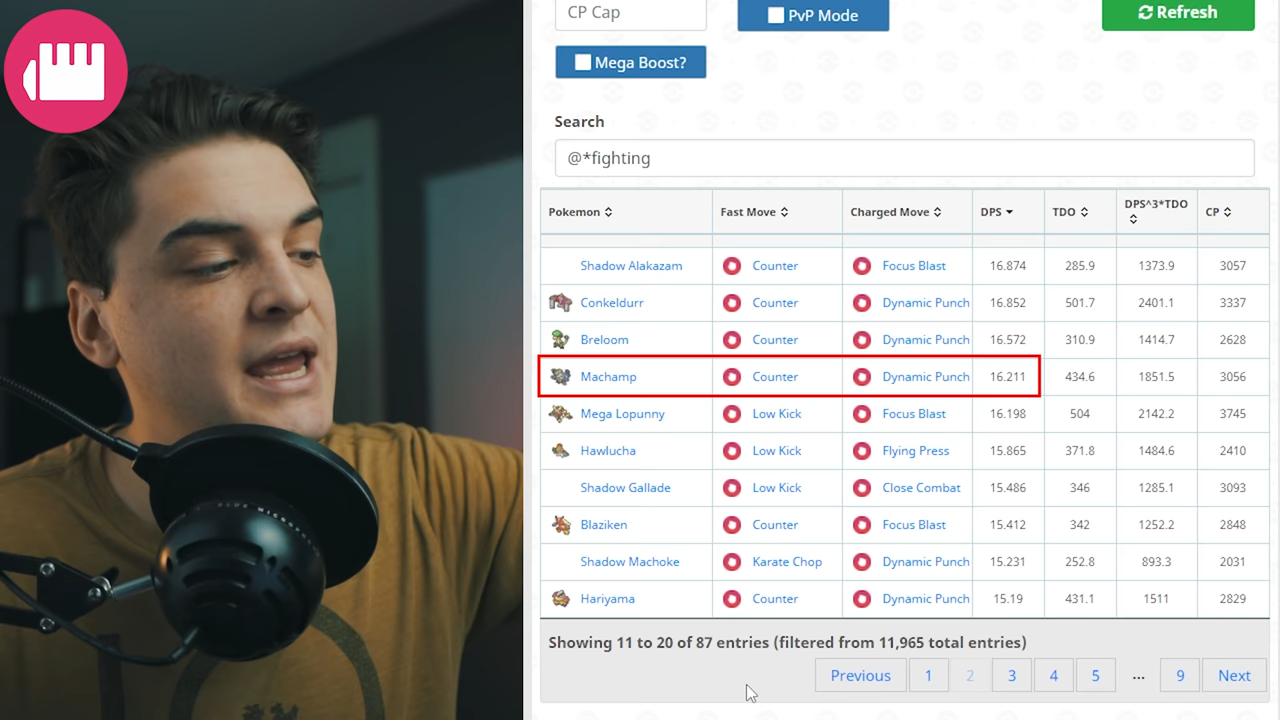 CP Cap
PvP Mode
Refresh
Mega Boost?
Search
@*fighting
Pokemon Fast Move Charged Move DPS TDO DPS^3*TDO CP
Shadow Alakazam Counter Focus Blast 16.874 285.9 1373.9 3057
Conkeldurr Counter Dynamic Punch 16.852 501.7 2401.1 3337
Breloom Counter Dynamic Punch 16.572 310.9 1414.7 2628
Machamp Counter Dynamic Punch 16.211 434.6 1851.5 3056
Mega Lopunny Low Kick Focus Blast 16.198 504 2142.2 3745
Hawlucha Low Kick Flying Press 15.865 371.8 1484.6 2410
Shadow Gallade Low Kick Close Combat 15.486 346 1285.1 3093
Blaziken Counter Focus Blast 15.412 342 1252.2 2848
Shadow Machoke Karate Chop Dynamic Punch 15.231 252.8 893.3 2031
Hariyama Counter Dynamic Punch 15.19 431.1 1511 2829
Showing 11 to 20 of 87 entries (filtered from 11,965 total entries)
Previous 1 2 3 4 5 ... 9 Next